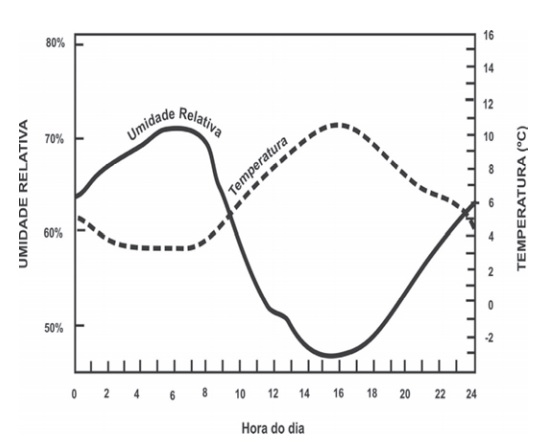 80%
70%
60%
50%
UMIDADE RELATIVA
Umidade Relativa
Temperatura
16
14
12
10
8
6
4
2
0
-2
TEMPERATURA (ºC)
0 2 4 6 8 10 12 14 16 18 20 22 24
Hora do dia